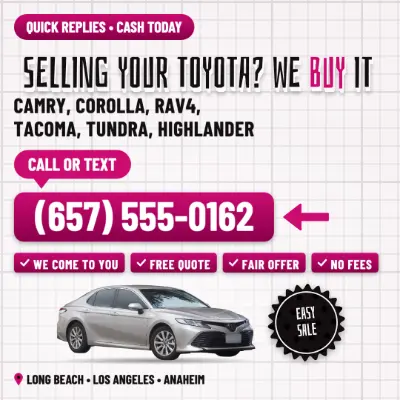 QUICK REPLIES • CASH TODAY
SELLING YOUR TOYOTA? WE BUY IT
CAMRY, COROLLA, RAV4,
TACOMA, TUNDRA, HIGHLANDER
CALL OR TEXT
(657) 555-0162
WE COME TO YOU
FREE QUOTE
FAIR OFFER
NO FEES
EASY
SALE
LONG BEACH • LOS ANGELES • ANAHEIM